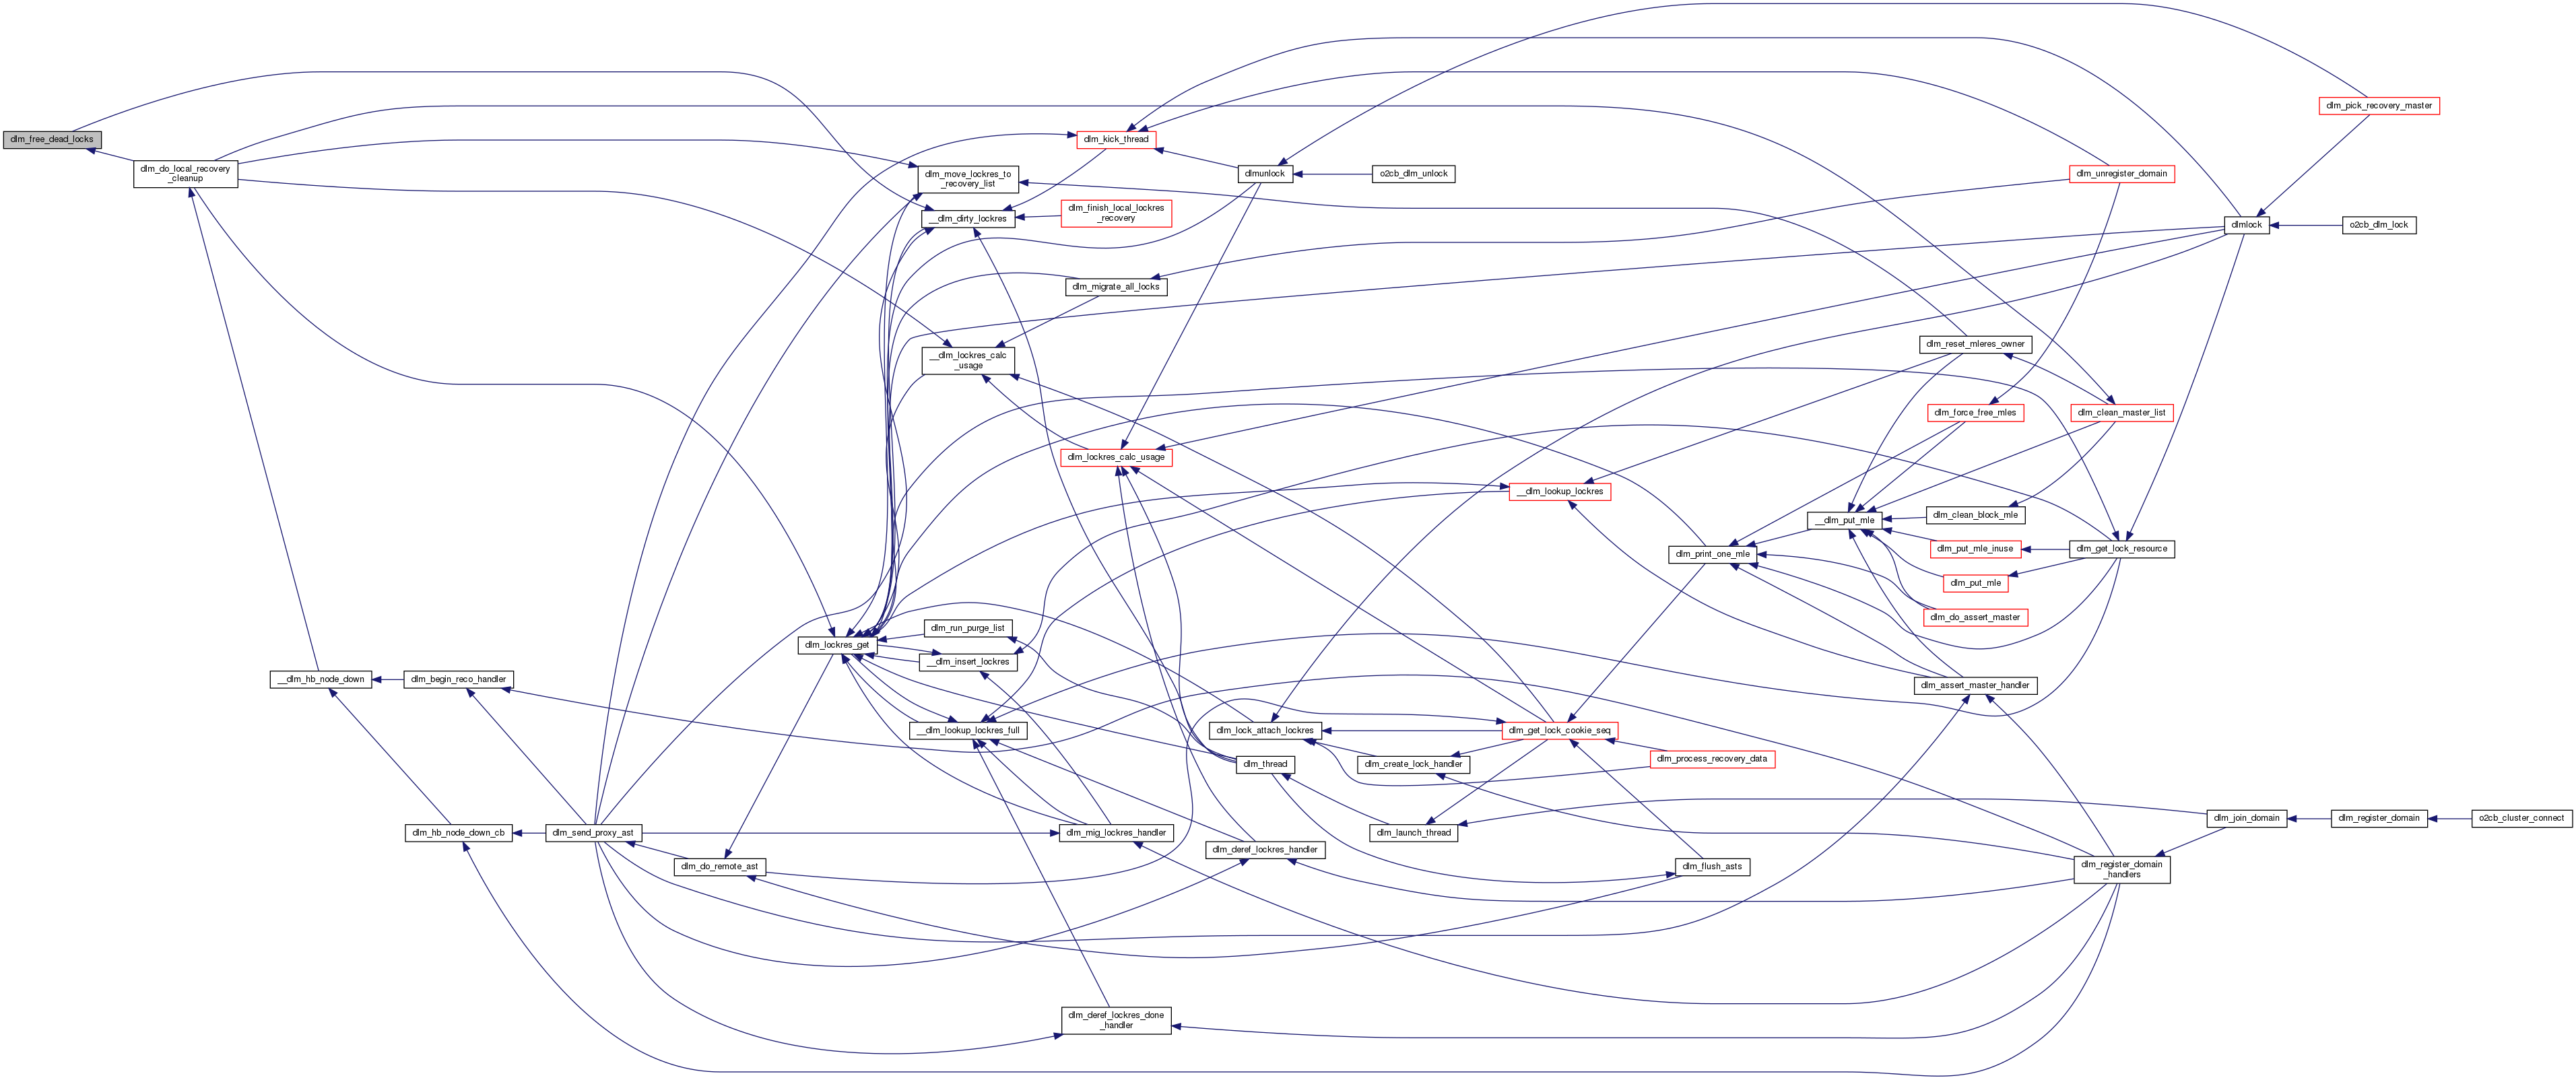 dlm_free_dead_locks
dlm_do_local_recovery
_cleanup
__dlm_hb_node_down
dlm_begin_reco_handler
dlm_hb_node_down_cb
dlm_send_proxy_ast
dlm_do_remote_ast
dlm_lockres_get
dlm_move_lockres_to
_recovery_list
__dlm_dirty_lockres
__dlm_lockres_calc
_usage
dlm_run_purge_list
__dlm_insert_lockres
__dlm_lookup_lockres_full
dlm_kick_thread
dlm_finish_local_lockres
_recovery
dlm_migrate_all_locks
dlm_lockres_calc_usage
dlm_mig_lockres_handler
dlm_deref_lockres_done
_handler
dlmunlock
dlm_lock_attach_lockres
dlm_thread
dlm_deref_lockres_handler
o2cb_dlm_unlock
dlm_create_lock_handler
dlm_launch_thread
__dlm_lookup_lockres
dlm_get_lock_cookie_seq
dlm_print_one_mle
dlm_process_recovery_data
dlm_flush_asts
__dlm_put_mle
dlm_reset_mleres_owner
dlm_force_free_mles
dlm_clean_block_mle
dlm_put_mle_inuse
dlm_put_mle
dlm_do_assert_master
dlm_assert_master_handler
dlm_unregister_domain
dlm_clean_master_list
dlm_get_lock_resource
dlm_register_domain
_handlers
dlmlock
dlm_join_domain
dlm_pick_recovery_master
o2cb_dlm_lock
dlm_register_domain
o2cb_cluster_connect